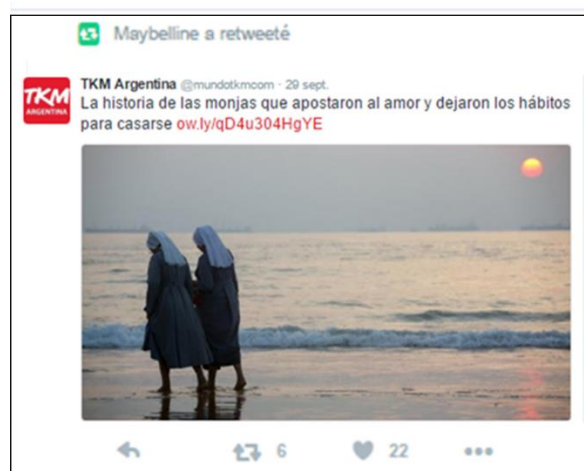 Maybelline a retweeté
TKM Argentina @mundotkmcom · 29 sept.
TKM
ARGENTINA
La historia de las monjas que apostaron al amor y dejaron los hábitos
para casarse ow.ly/qD4u304HgYE
6 22